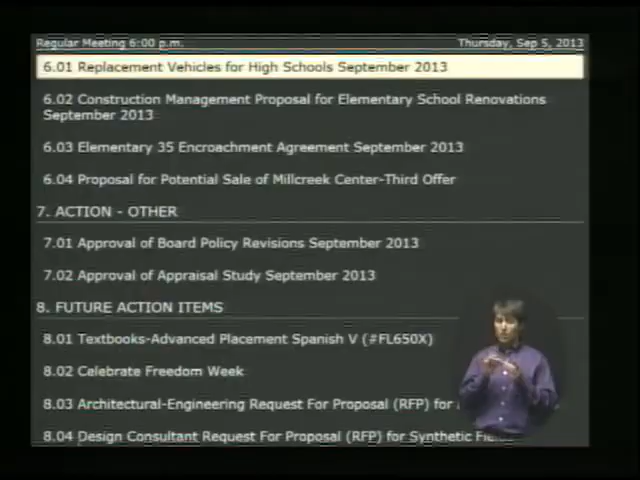 Regular Meeting 6:00 p.m.
Thursday, Sep 5, 2013
6.01 Replacement Vehicles for High Schools September 2013
6.02 Construction Management Proposal for Elementary School Renovations
September 2013
6.03 Elementary 35 Encroachment Agreement September 2013
6.04 Proposal for Potential Sale of Millcreek Center-Third Offer
7. ACTION - OTHER
7.01 Approval of Board Policy Revisions September 2013
7.02 Approval of Appraisal Study September 2013
8. FUTURE ACTION ITEMS
8.01 Textbooks-Advanced Placement Spanish V (#FL650X)
8.02 Celebrate Freedom Week
8.03 Architectural-Engineering Request For Proposal (RFP) for
8.04 Design Consultant Request For Proposal (RFP) for Synthetic